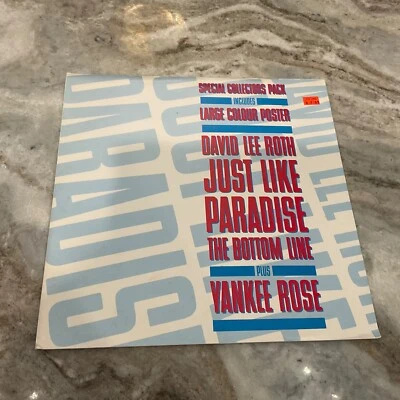 SPECIAL COLLECTORS PACK
INCLUDES
LARGE COLOUR POSTER
DAVID LEE ROTH
JUST LIKE
PARADISE
THE BOTTOM LINE
PLUS
YANKEE ROSE